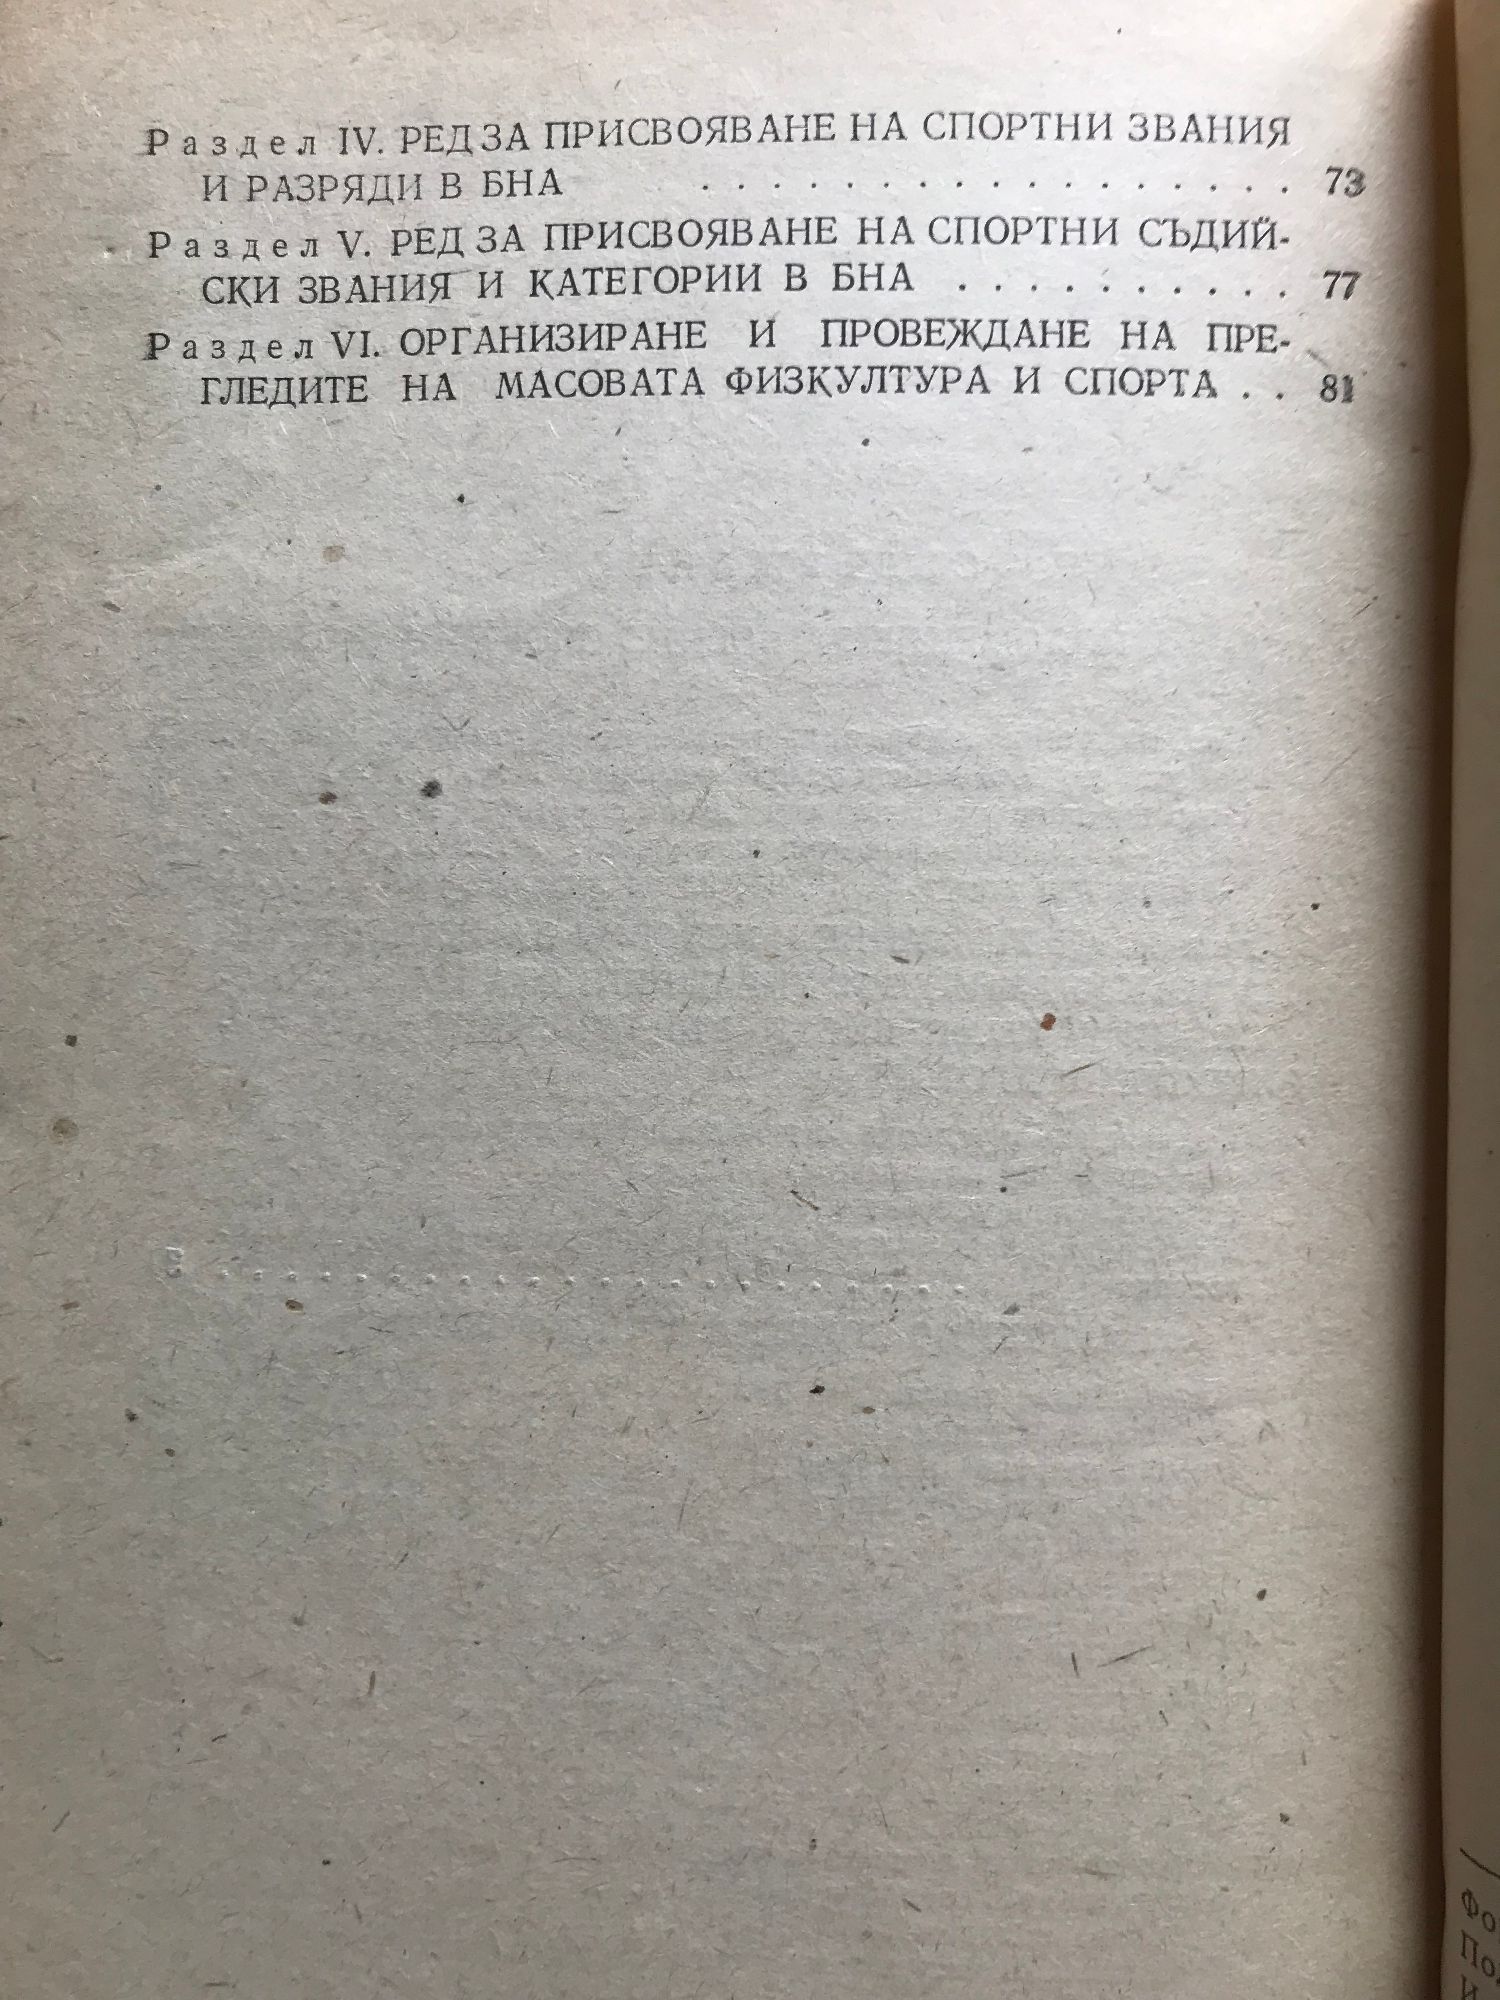 Раздел IV. РЕД ЗА ПРИСВОЯВАНЕ НА СПОРТНИ ЗВАНИЯ
И РАЗРЯДИ В БНА . . . . . . . . . . . . . . . . . 73
Раздел V. РЕД ЗА ПРИСВОЯВАНЕ НА СПОРТНИ СЪДИЙ-
СКИ ЗВАНИЯ И КАТЕГОРИИ В БНА . . . . . . . . . . 77
Раздел VI. ОРГАНИЗИРАНЕ И ПРОВЕЖДАНЕ НА ПРЕ-
ГЛЕДИТЕ НА МАСОВАТА ФИЗКУЛТУРА И СПОРТА . . 81